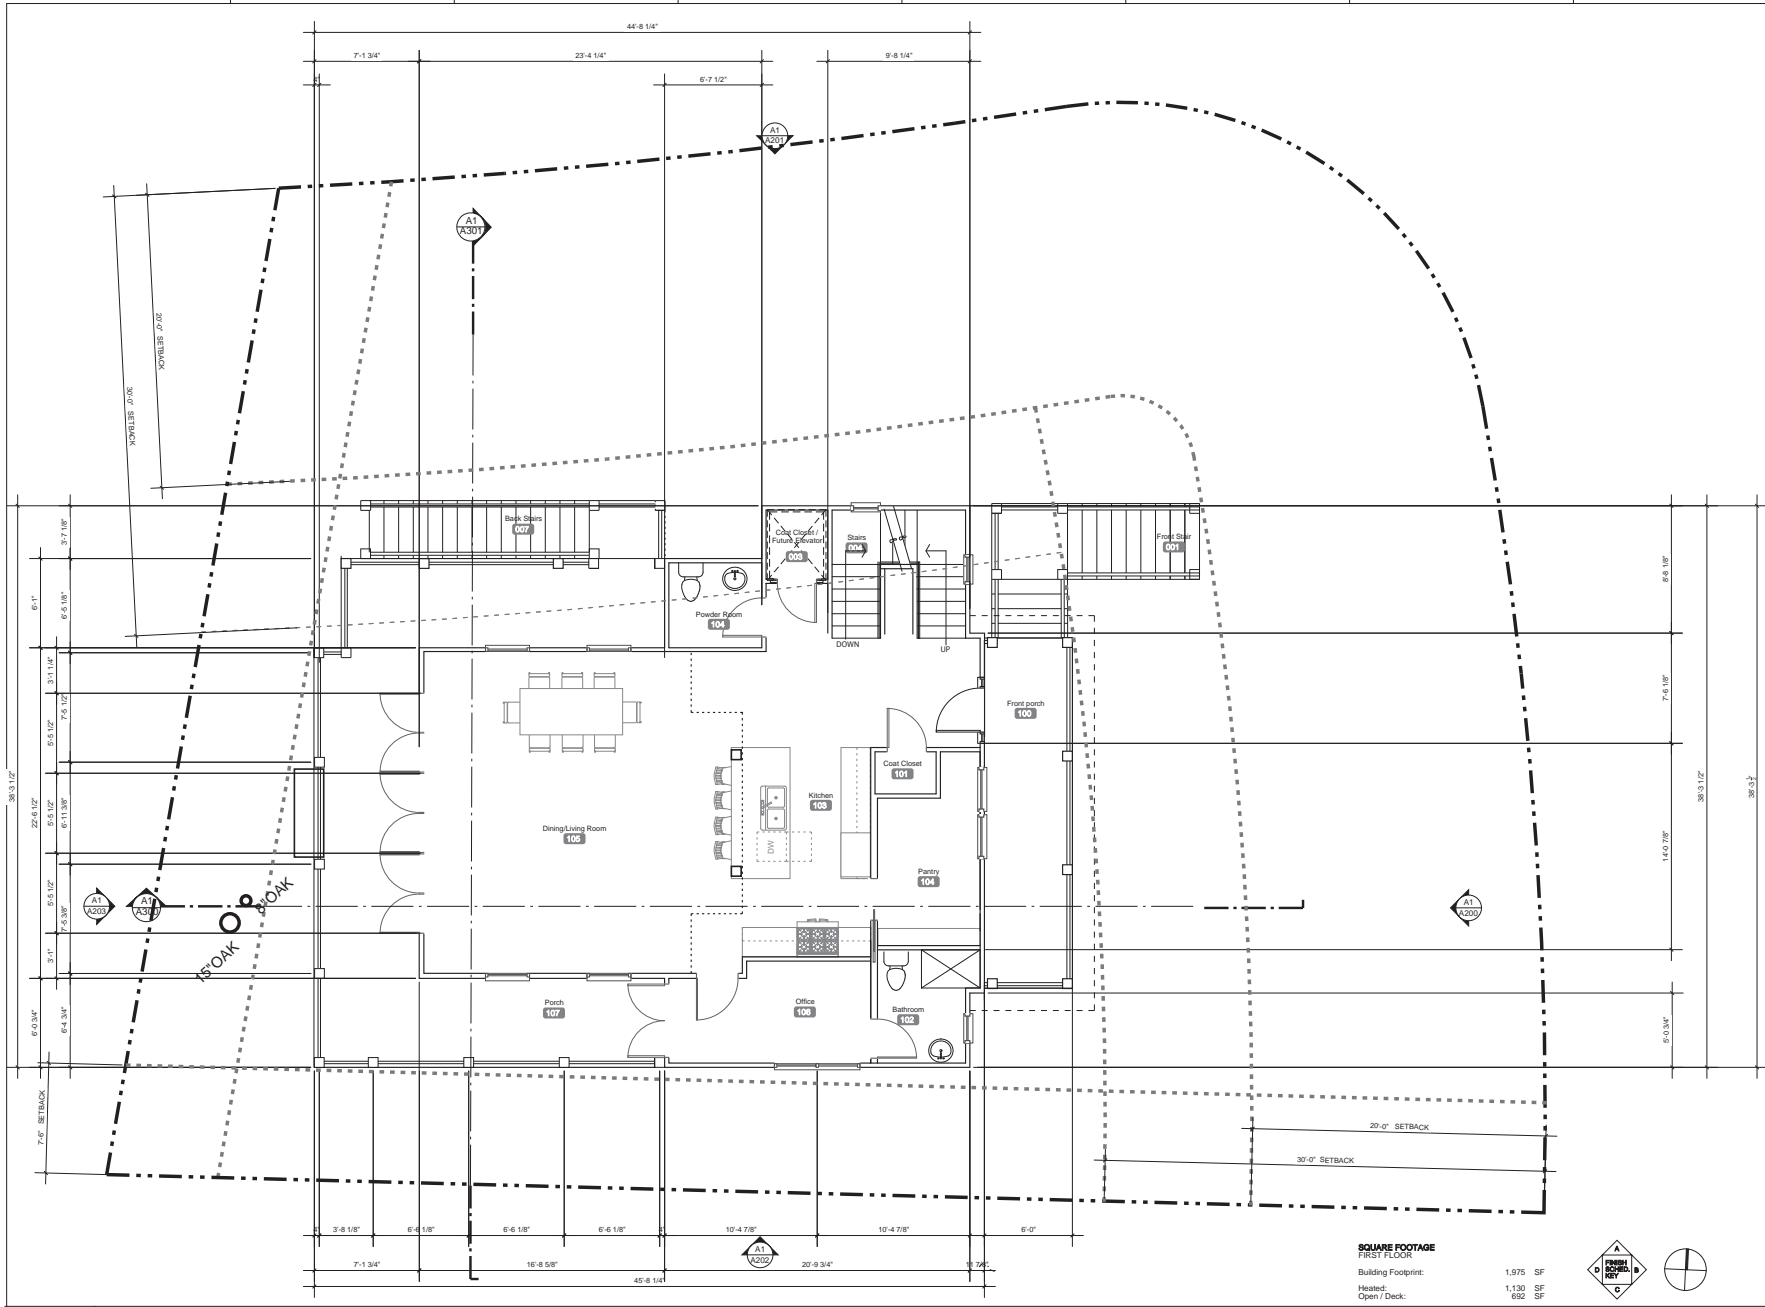 44'-8 1/4"
7'-1 3/4"
23'-4 1/4"
9'-8 1/4"
4"
6'-7 1/2"
A1
A201
A1
A301
20'-0" SETBACK
30'-0" SETBACK
3'-7 1/8"
6'-1"
6'-5 1/8"
3'-1 1/4"
7'-5 1/2"
5'-5 1/2"
38'-3 1/2"
22'-6 1/2"
5'-5 1/2"
6'-11 3/8"
5'-5 1/2"
7'-5 3/8"
3'-1"
6'-0 3/4"
6'-4 3/4"
7'-6" SETBACK
Back Stairs
007
Coat Closet /
Future Elevator
003
Stairs
Front Stair
001
Powder Room
104
DOWN
UP
Front porch
100
Coat Closet
101
Kitchen
103
DW
Dining/Living Room
105
Pantry
104
A1
A203
A1
A300
8" OAK
15" OAK
A1
A200
Porch
107
Office
106
Bathroom
102
8'-8 1/8"
7'-6 1/8"
38'-3 1/2"
38'-3 1/2
14'-0 7/8"
5'-0 3/4"
20'-0" SETBACK
30'-0" SETBACK
4"
3'-8 1/8"
6'-6 1/8"
6'-6 1/8"
6'-6 1/8"
4"
10'-4 7/8"
10'-4 7/8"
6'-0"
A1
A202
7'-1 3/4"
16'-8 5/8"
20'-9 3/4"
11 7/8"
45'-8 1/4"
SQUARE FOOTAGE
FIRST FLOOR
Building Footprint: 1,975 SF
Heated: 1,130 SF
Open / Deck: 692 SF
A
D FINISH SCHED. KEY B
C